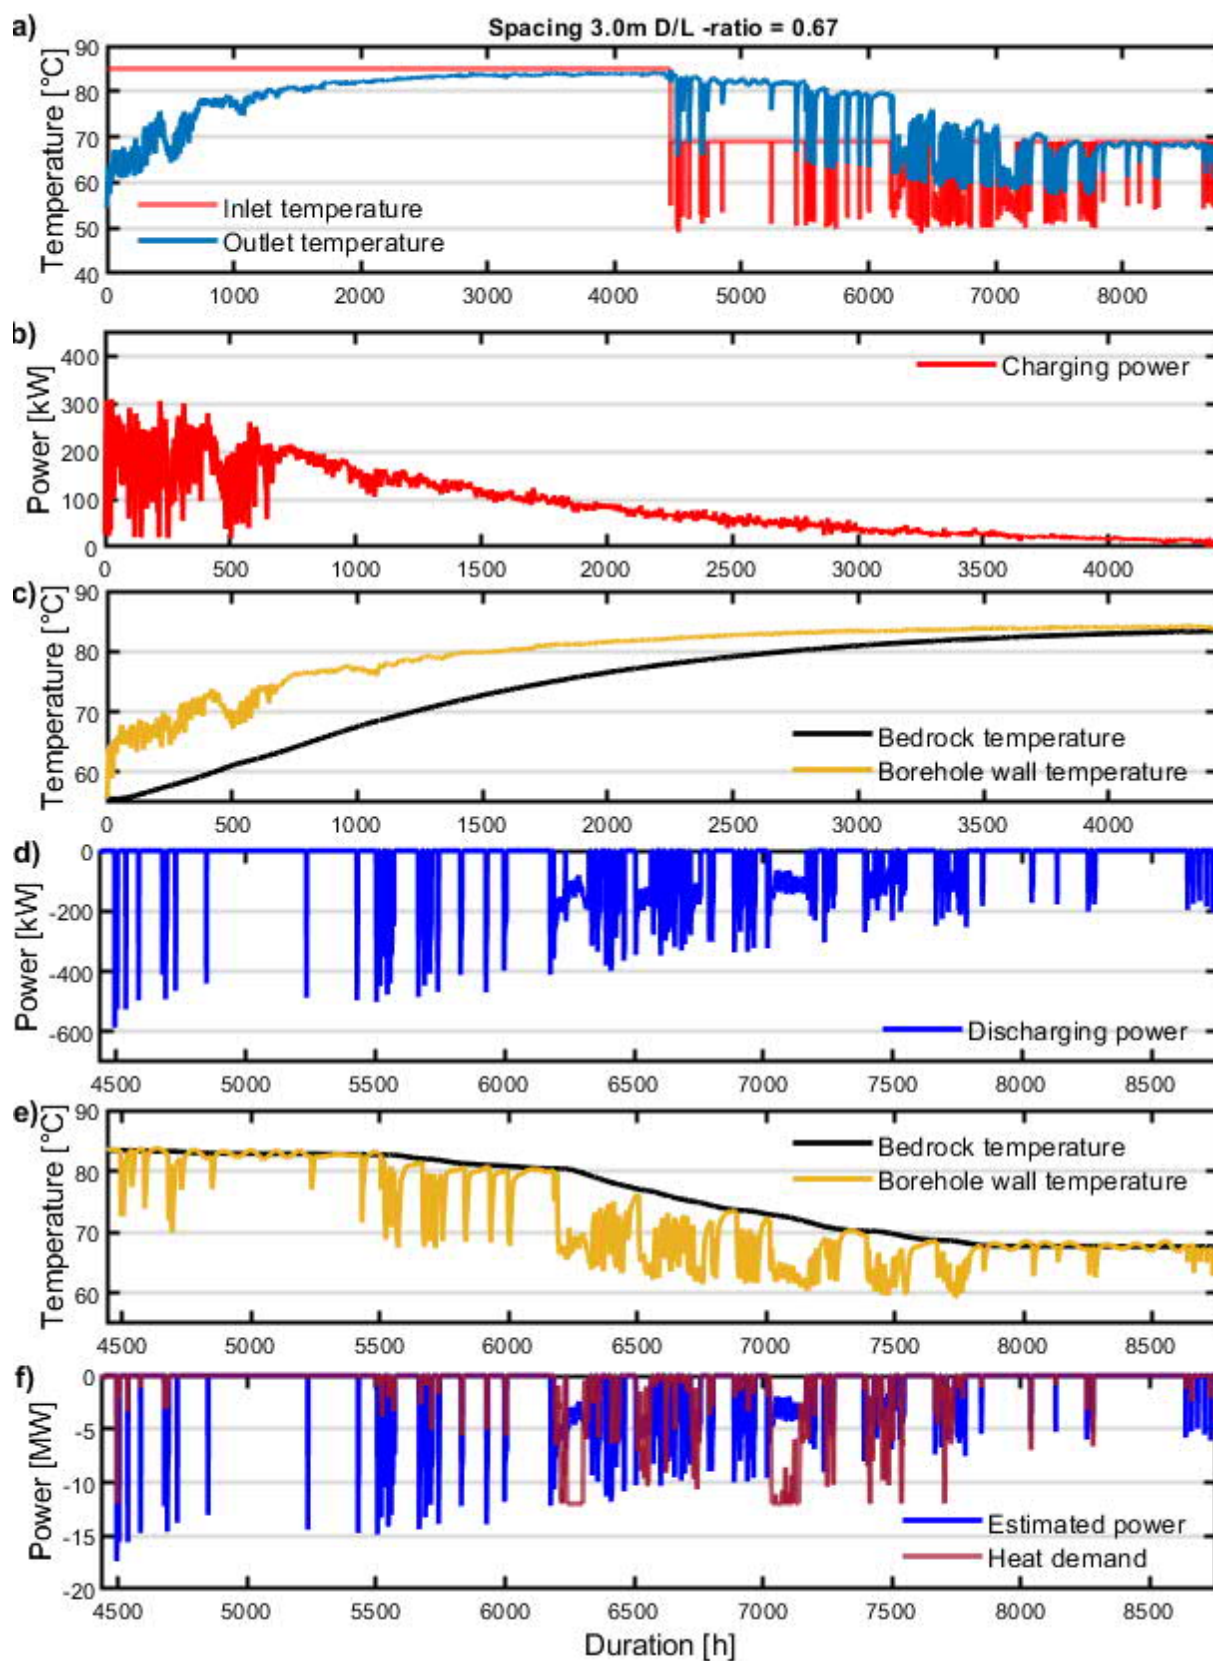 a)
Spacing 3.0m D/L -ratio = 0.67
Temperature [°C]
90
80
70
60
50
40
Inlet temperature
Outlet temperature
0 1000 2000 3000 4000 5000 6000 7000 8000
b)
Power [kW]
400
300
200
100
0
Charging power
0 500 1000 1500 2000 2500 3000 3500 4000
c)
Temperature [°C]
90
80
70
60
Bedrock temperature
Borehole wall temperature
0 500 1000 1500 2000 2500 3000 3500 4000
d)
Power [kW]
0
-200
-400
-600
Discharging power
4500 5000 5500 6000 6500 7000 7500 8000 8500
e)
Temperature [°C]
90
80
70
60
Bedrock temperature
Borehole wall temperature
4500 5000 5500 6000 6500 7000 7500 8000 8500
f)
Power [MW]
0
-5
-10
-15
-20
Estimated power
Heat demand
4500 5000 5500 6000 6500 7000 7500 8000 8500
Duration [h]